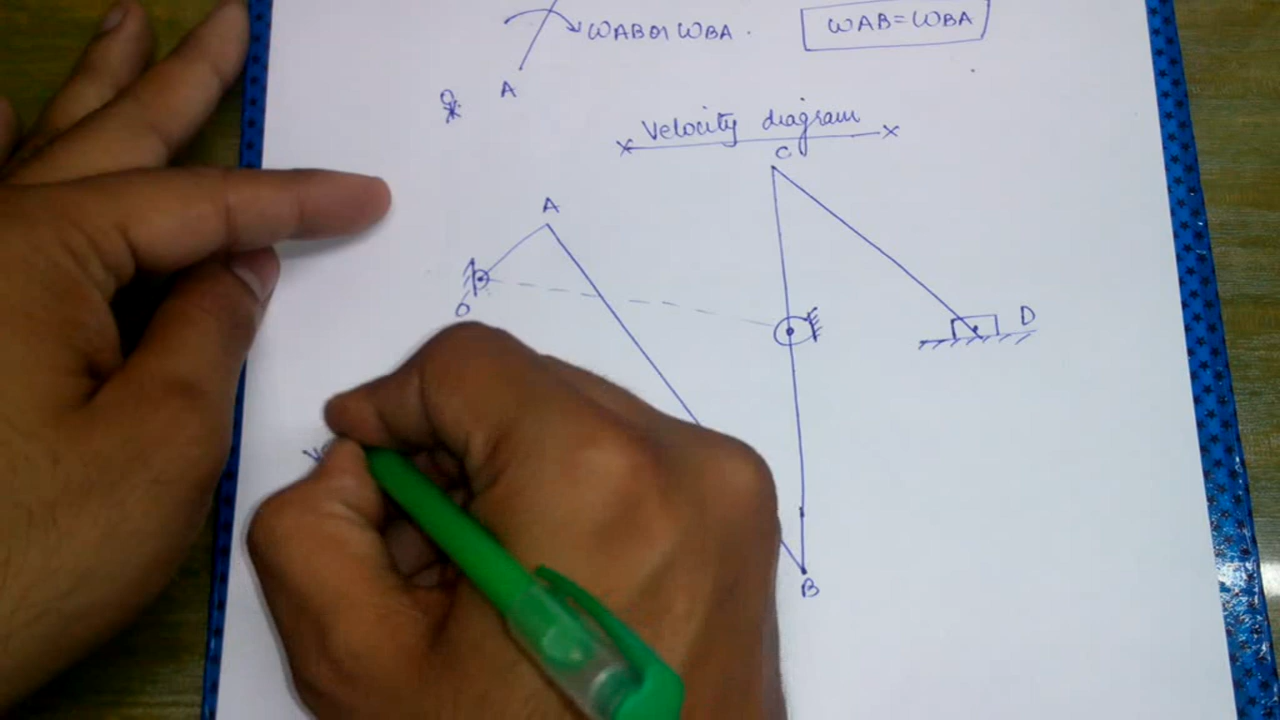 ωAB or ωBA.
ωAB = ωBA
A
Velocity diagram
C
A
O
D
B